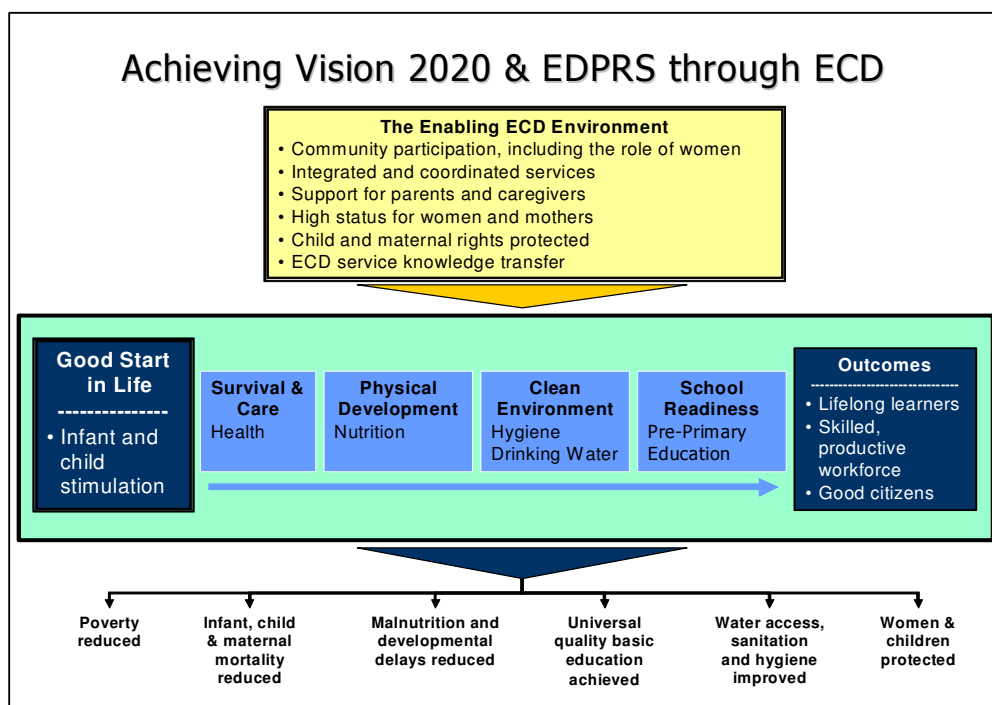 Achieving Vision 2020 & EDPRS through ECD
The Enabling ECD Environment
• Community participation, including the role of women
• Integrated and coordinated services
• Support for parents and caregivers
• High status for women and mothers
• Child and maternal rights protected
• ECD service knowledge transfer
Good Start
in Life
---------------
• Infant and
child
stimulation
Survival &
Care
Health
Physical
Development
Nutrition
Clean
Environment
Hygiene
Drinking Water
School
Readiness
Pre-Primary
Education
Outcomes
--------------------------------
• Lifelong learners
• Skilled,
productive
workforce
• Good citizens
Poverty
reduced
Infant, child
& maternal
mortality
reduced
Malnutrition and
developmental
delays reduced
Universal
quality basic
education
achieved
Water access,
sanitation
and hygiene
improved
Women &
children
protected